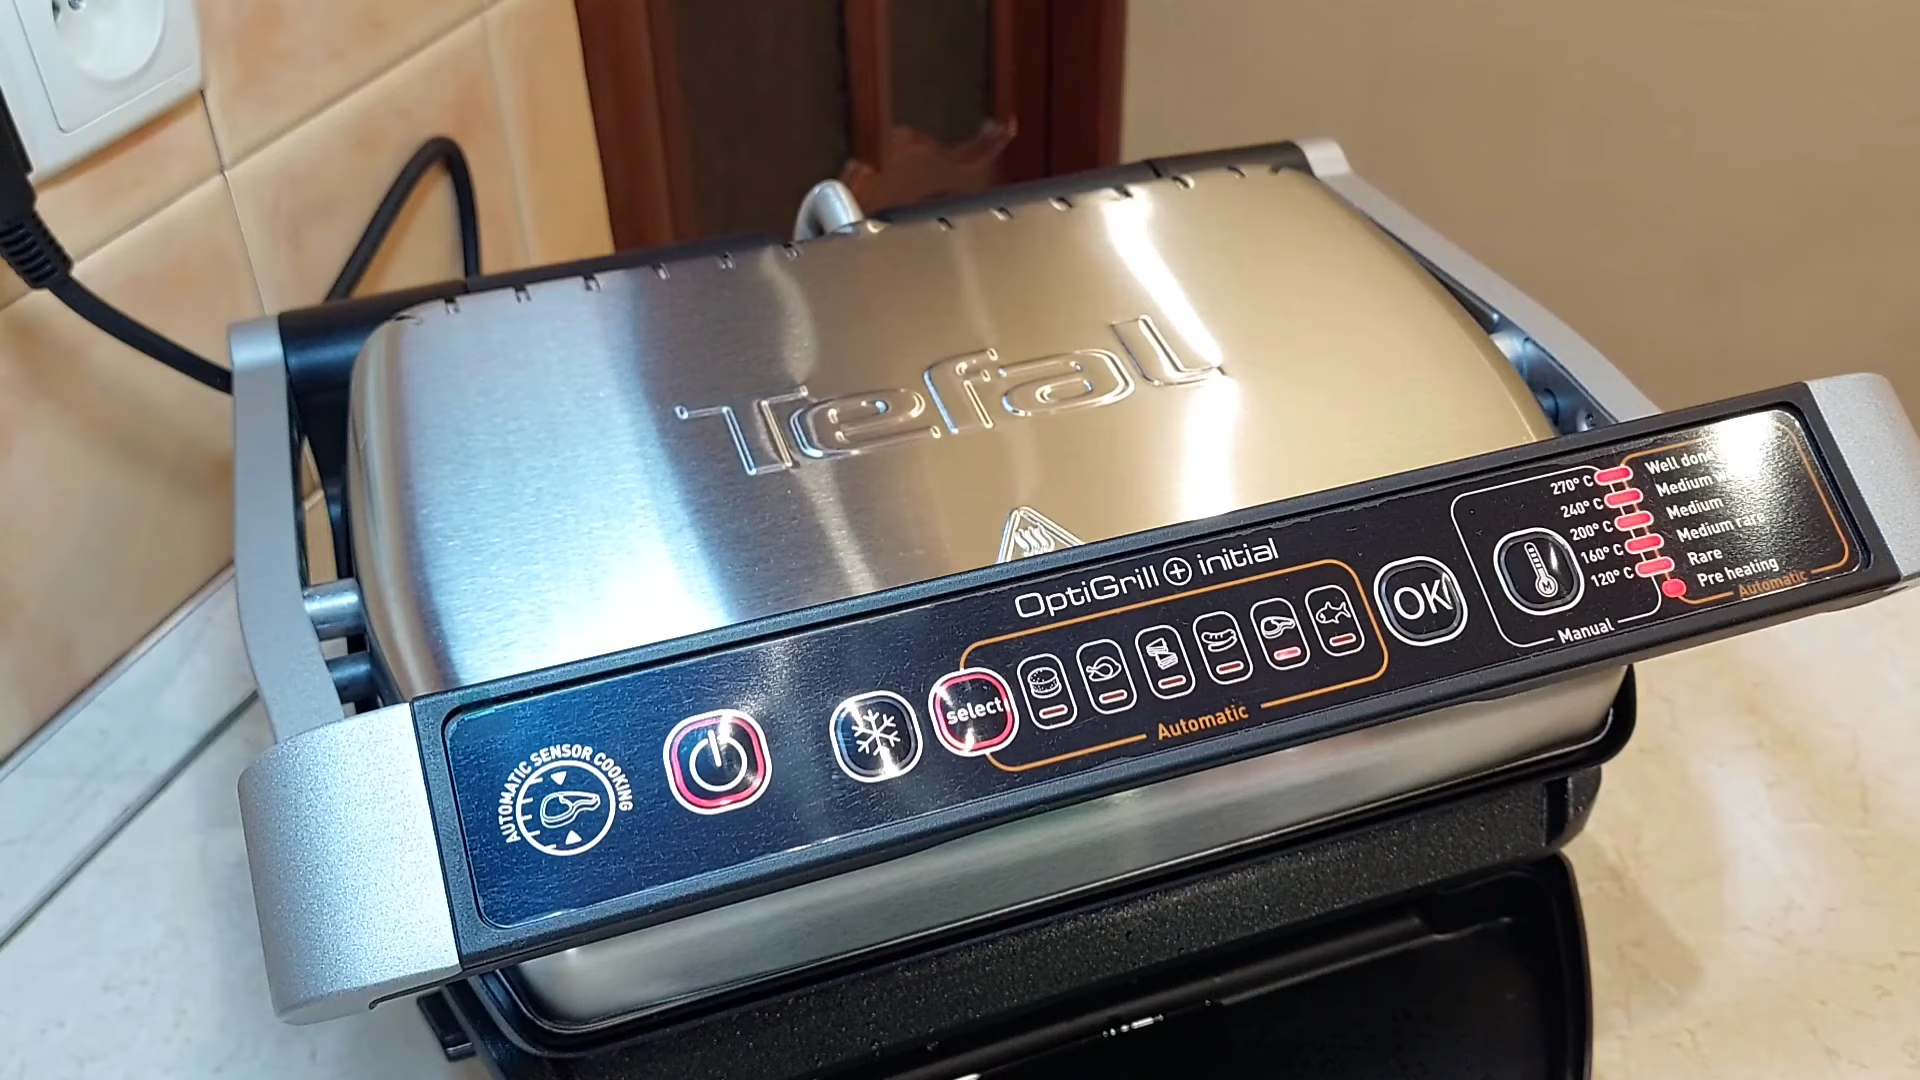 Tefal
OptiGrill + initial
AUTOMATIC SENSOR COOKING
select
Automatic
OK
Manual
270° C
240° C
200° C
160° C
120° C
Well done
Medium
Medium
Medium rare
Rare
Pre heating
Automatic